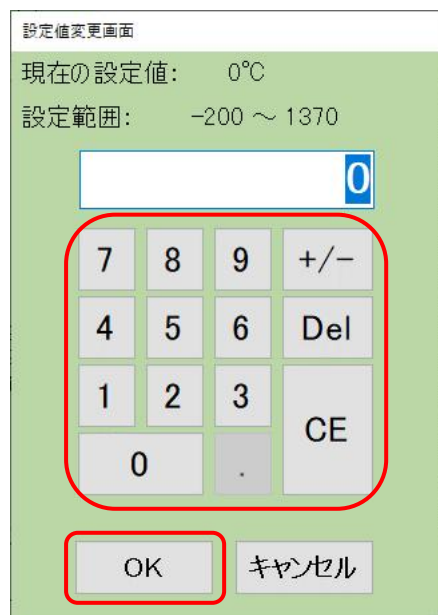 設定値変更画面
現在の設定値: 0℃
設定範囲: -200 ～ 1370
0
7 8 9 +/-
4 5 6 Del
1 2 3
CE
0 .
OK キャンセル